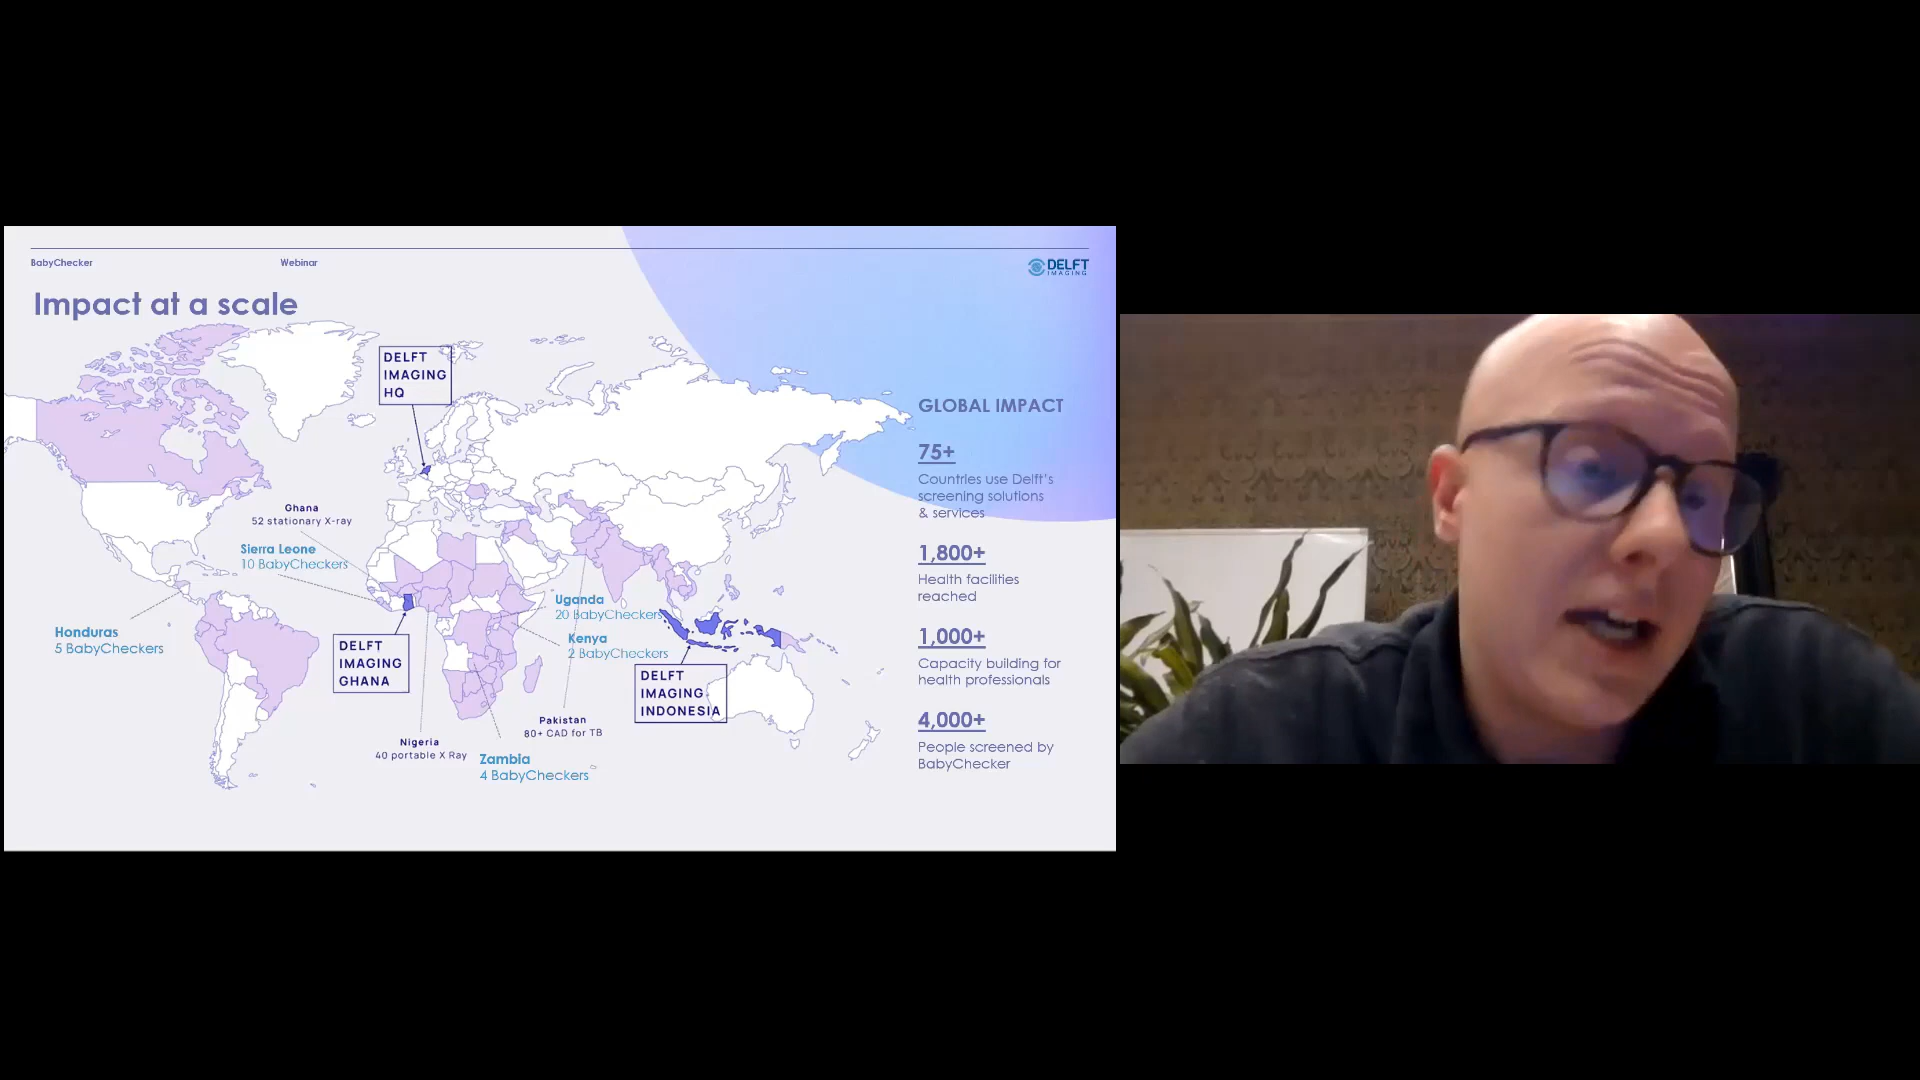 BabyChecker
Webinar
DELFT
IMAGING
Impact at a scale
DELFT
IMAGING
HQ
Ghana
52 stationary X-ray
Sierra Leone
10 BabyCheckers
Honduras
5 BabyCheckers
DELFT
IMAGING
GHANA
Uganda
20 BabyCheckers
Kenya
2 BabyCheckers
DELFT
IMAGING
INDONESIA
Pakistan
80+ CAD for TB
Nigeria
40 portable X Ray
Zambia
4 BabyCheckers
GLOBAL IMPACT
75+
Countries use Delft's
screening solutions
& services
1,800+
Health facilities
reached
1,000+
Capacity building for
health professionals
4,000+
People screened by
BabyChecker